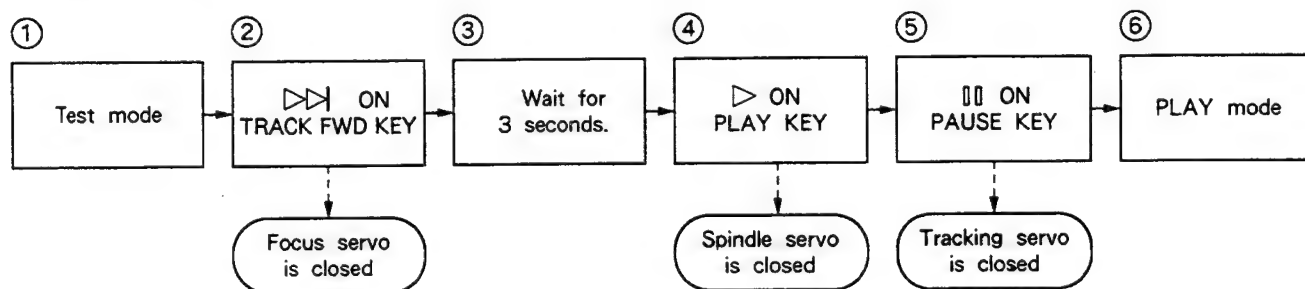 ① ② ③ ④ ⑤ ⑥
Test mode
ON
TRACK FWD KEY
Wait for
3 seconds.
ON
PLAY KEY
ON
PAUSE KEY
PLAY mode
Focus servo
is closed
Spindle servo
is closed
Tracking servo
is closed